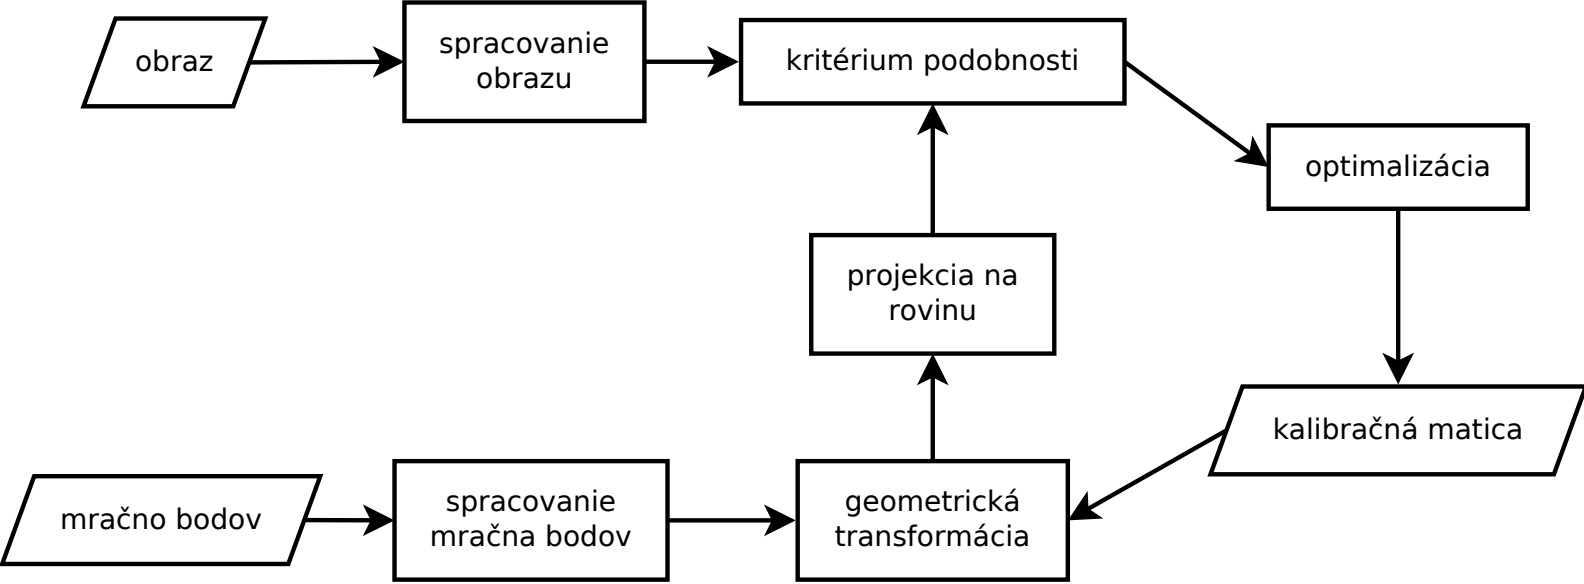 obraz
spracovanie
obrazu
kritérium podobnosti
optimalizácia
projekcia na
rovinu
kalibračná matica
mračno bodov
spracovanie
mračna bodov
geometrická
transformácia